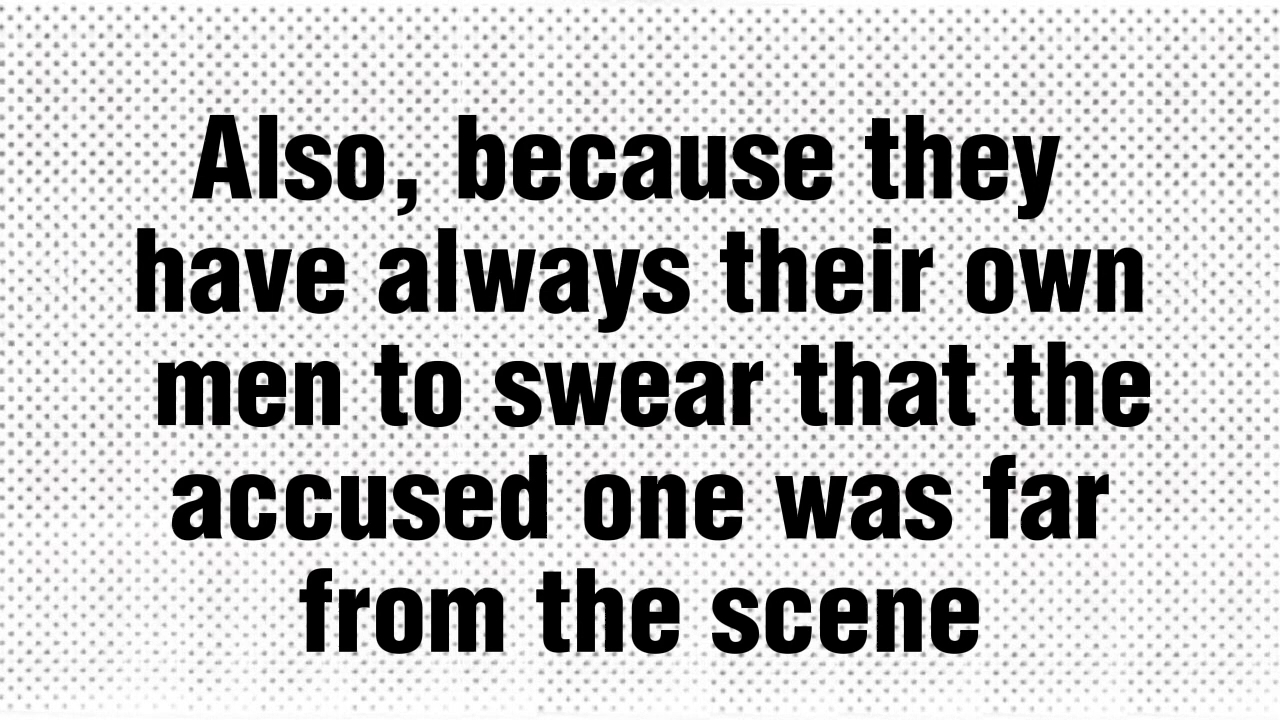 Also, because they
have always their own
men to swear that the
accused one was far
from the scene